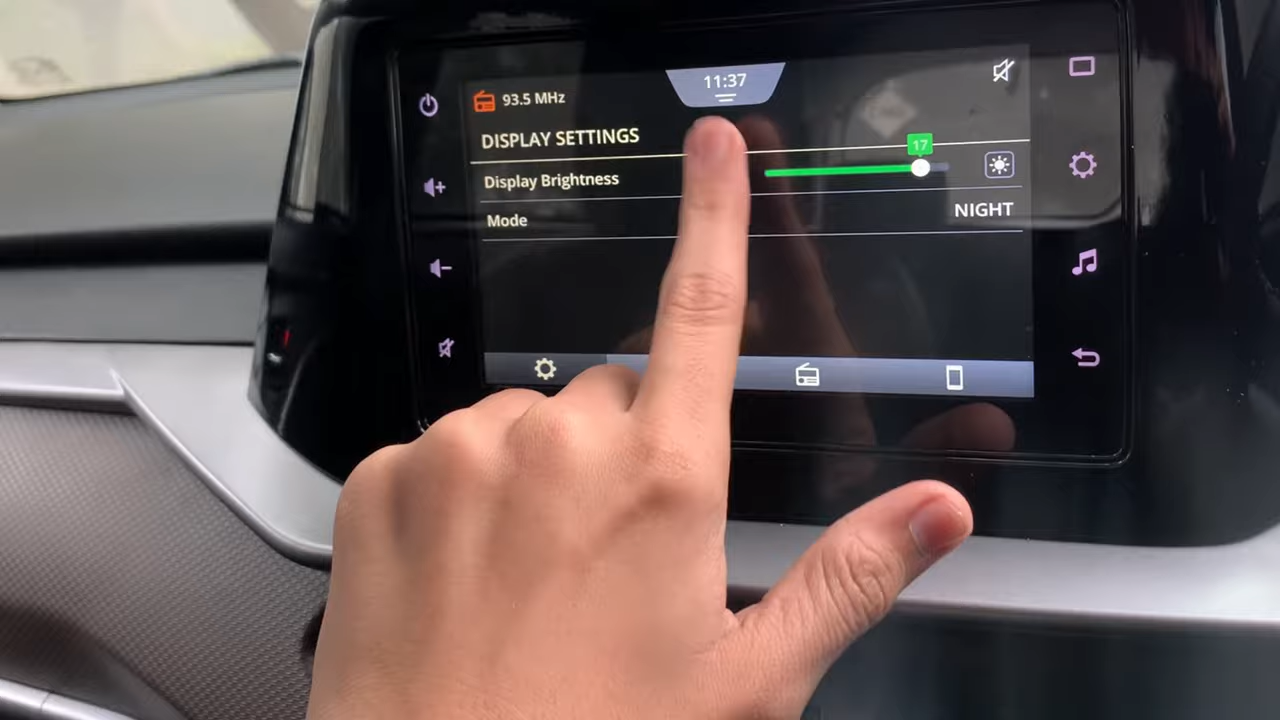 11:37
93.5 MHz
DISPLAY SETTINGS
17
Display Brightness
Mode
NIGHT